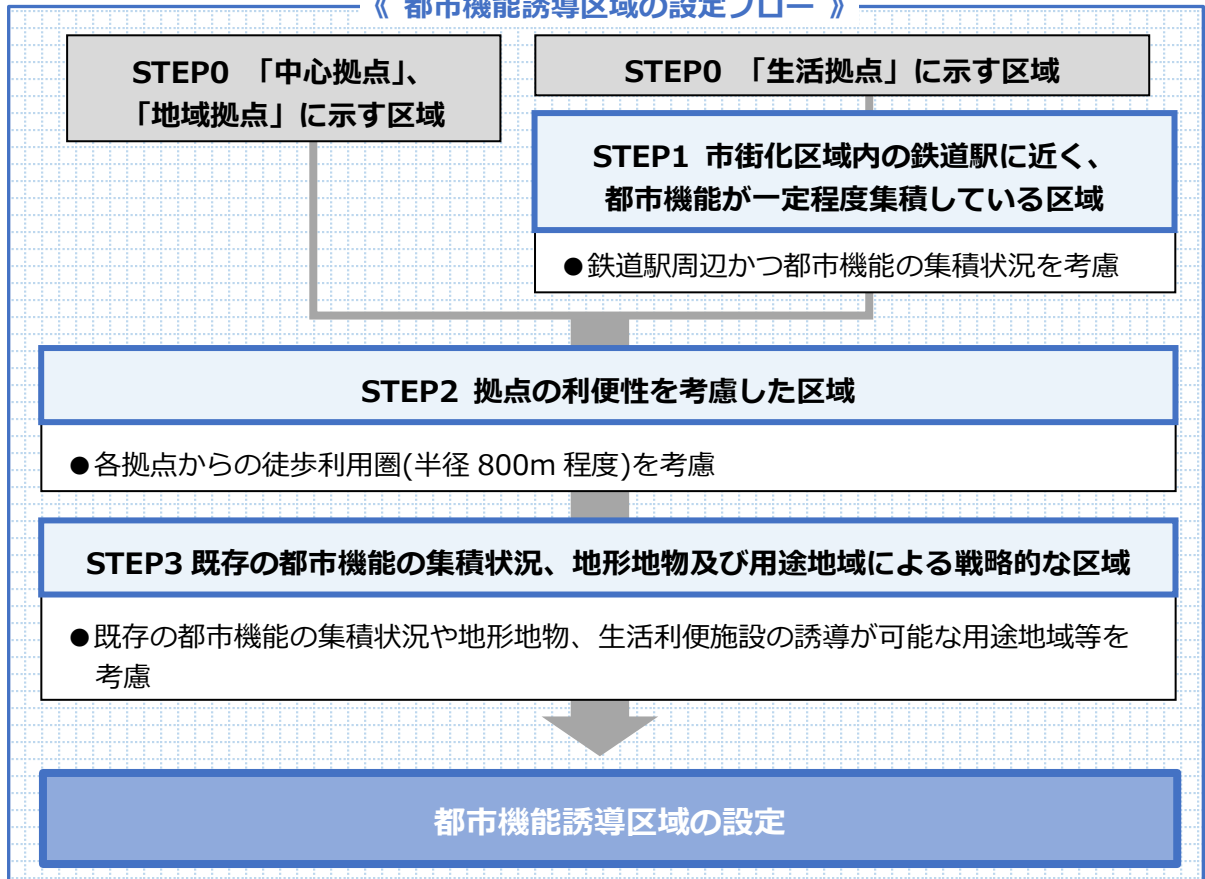 《 都市機能誘導区域の設定フロー 》
STEP0 「中心拠点」、
「地域拠点」に示す区域
STEP0 「生活拠点」に示す区域
STEP1 市街化区域内の鉄道駅に近く、
都市機能が一定程度集積している区域
●鉄道駅周辺かつ都市機能の集積状況を考慮
STEP2 拠点の利便性を考慮した区域
●各拠点からの徒歩利用圏(半径 800m 程度)を考慮
STEP3 既存の都市機能の集積状況、地形地物及び用途地域による戦略的な区域
●既存の都市機能の集積状況や地形地物、生活利便施設の誘導が可能な用途地域等を
考慮
都市機能誘導区域の設定